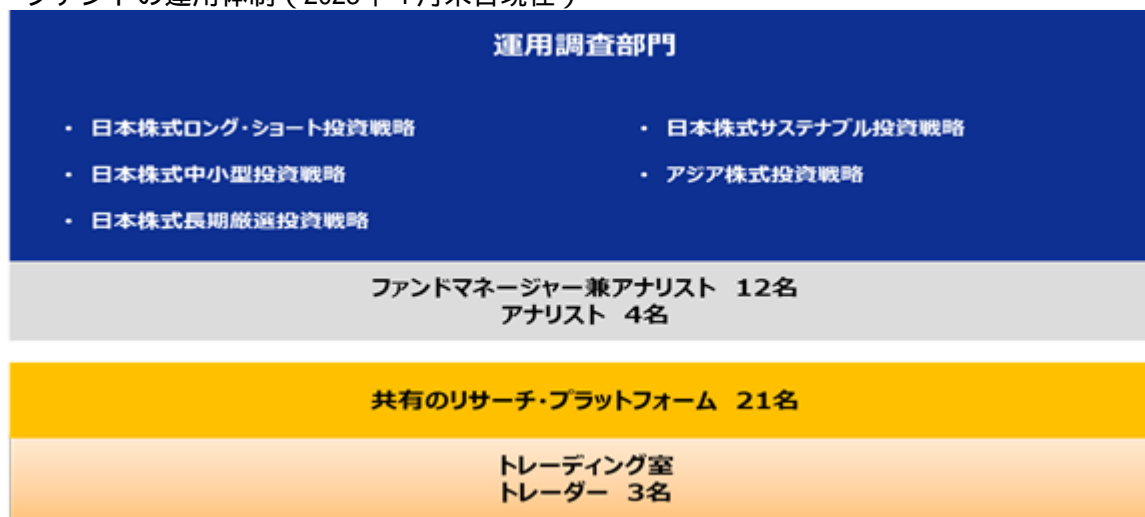 運用調査部門
・ 日本株式ロング・ショート投資戦略
・ 日本株式サステナブル投資戦略
・ 日本株式中小型投資戦略
・ アジア株式投資戦略
・ 日本株式長期厳選投資戦略
ファンドマネージャー兼アナリスト 12名
アナリスト 4名
共有のリサーチ・プラットフォーム 21名
トレーディング室
トレーダー 3名